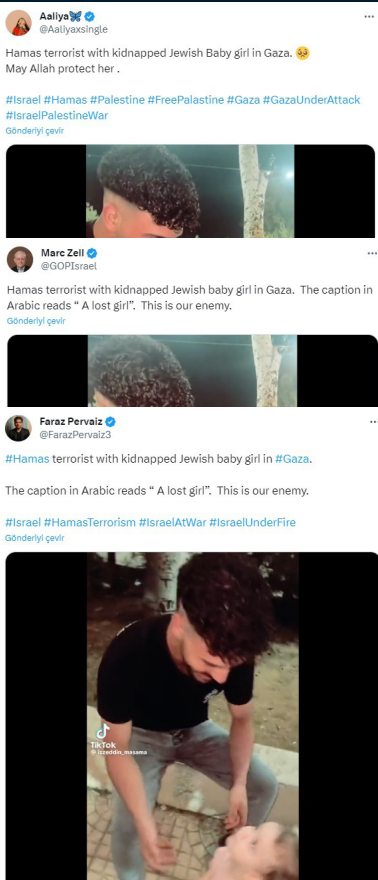 Aaliya
@Aaliyaxsingle
Hamas terrorist with kidnapped Jewish Baby girl in Gaza. 🥺
May Allah protect her .
#Israel #Hamas #Palestine #FreePalastine #Gaza #GazaUnderAttack
#IsraelPalestineWar
Gönderiyi çevir
Marc Zell
@GOPIsrael
Hamas terrorist with kidnapped Jewish baby girl in Gaza. The caption in
Arabic reads “ A lost girl”. This is our enemy.
Gönderiyi çevir
Faraz Pervaiz
@FarazPervaiz3
#Hamas terrorist with kidnapped Jewish baby girl in #Gaza.
The caption in Arabic reads “ A lost girl”. This is our enemy.
#Israel #HamasTerrorism #IsraelAtWar #IsraelUnderFire
Gönderiyi çevir
TikTok
@izzeddin_masama